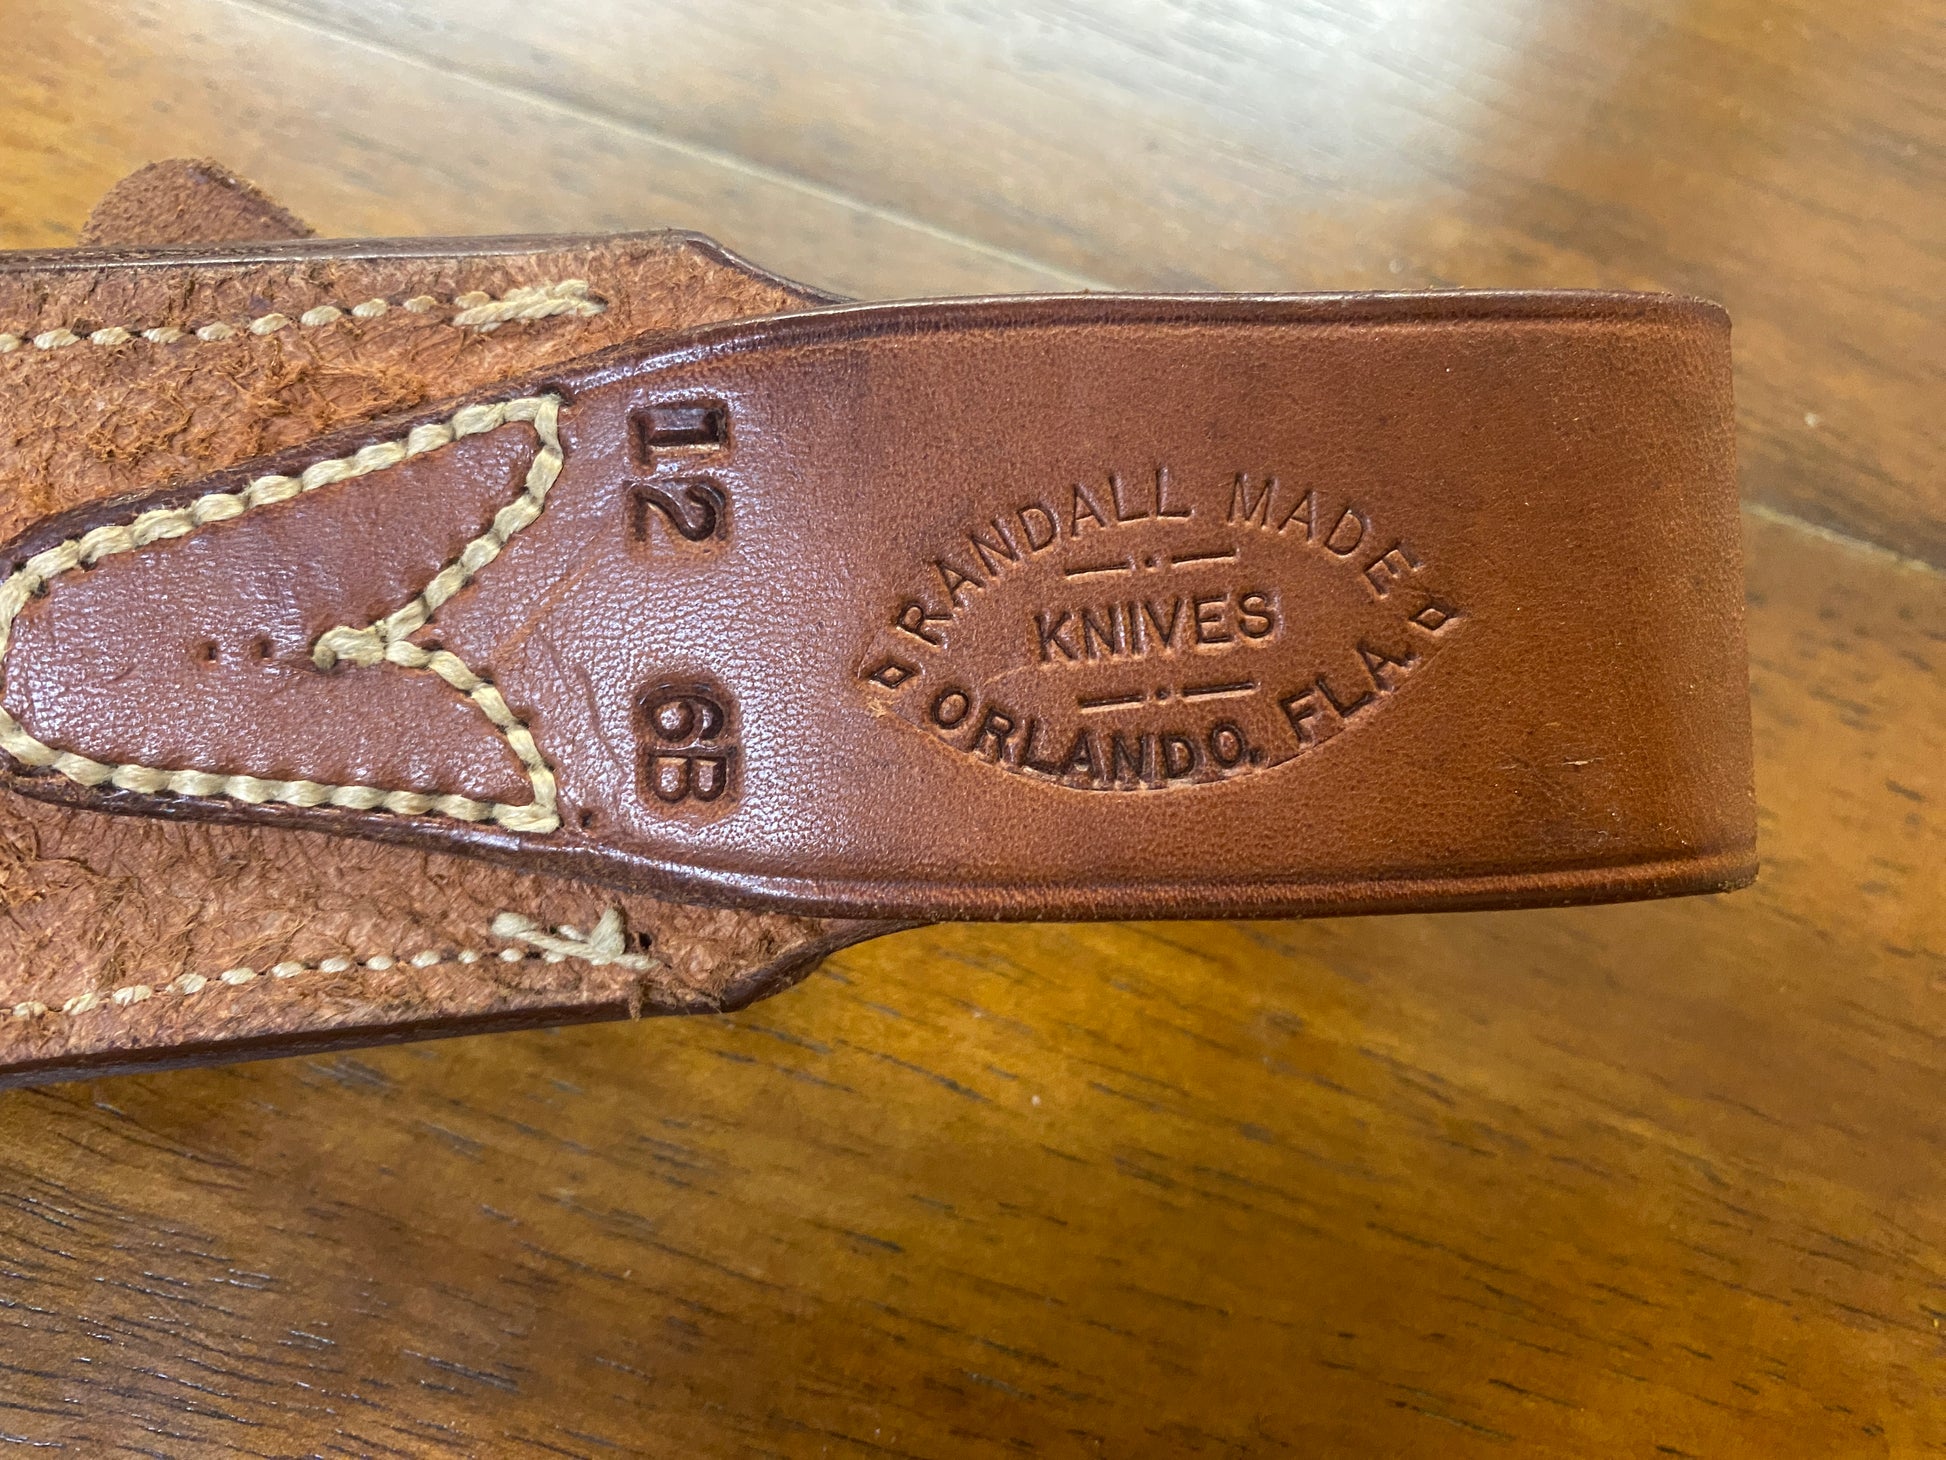 12
6B
RANDALL MADE
KNIVES
ORLANDO, FLA.